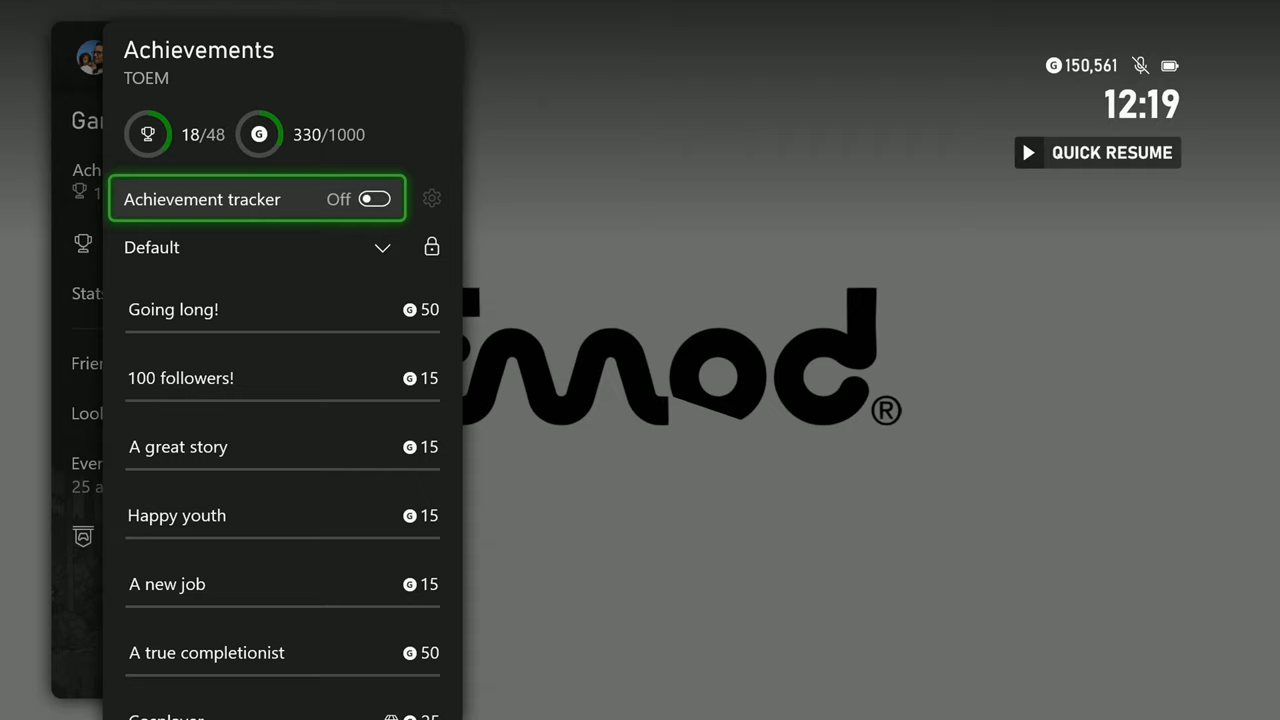 Achievements
TOEM
18/48
330/1000
Achievement tracker
Off
Default
Going long!
50
100 followers!
15
A great story
15
Happy youth
15
A new job
15
A true completionist
50
G 150,561
12:19
QUICK RESUME
mod®